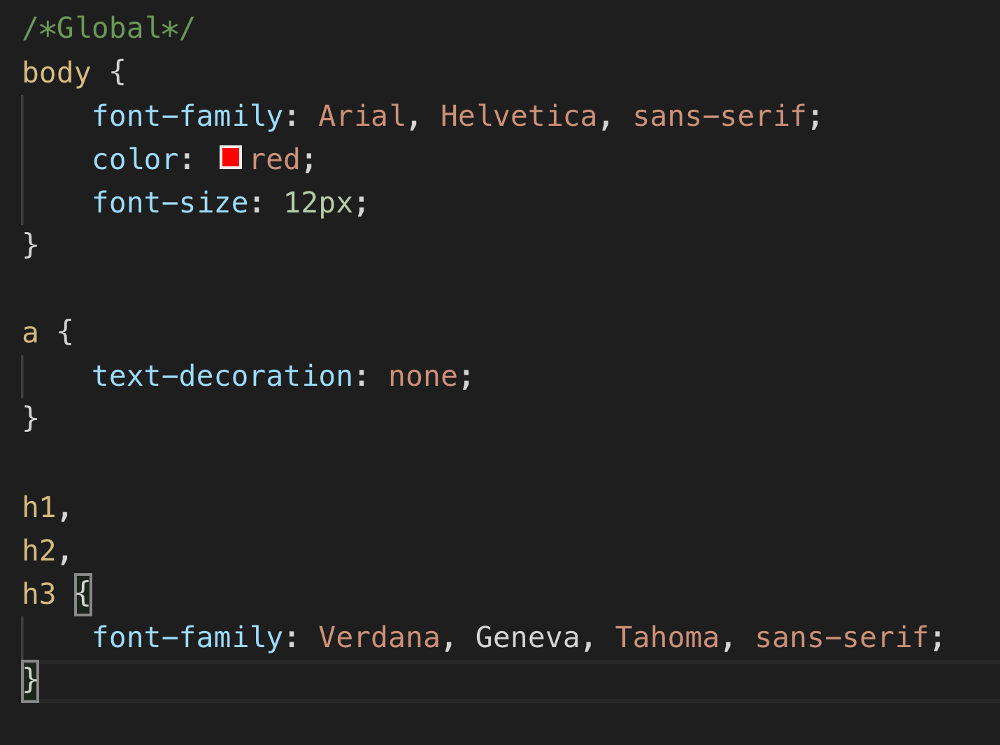 /*Global*/
body {
    font-family: Arial, Helvetica, sans-serif;
    color: red;
    font-size: 12px;
}

a {
    text-decoration: none;
}

h1,
h2,
h3 {
    font-family: Verdana, Geneva, Tahoma, sans-serif;
}